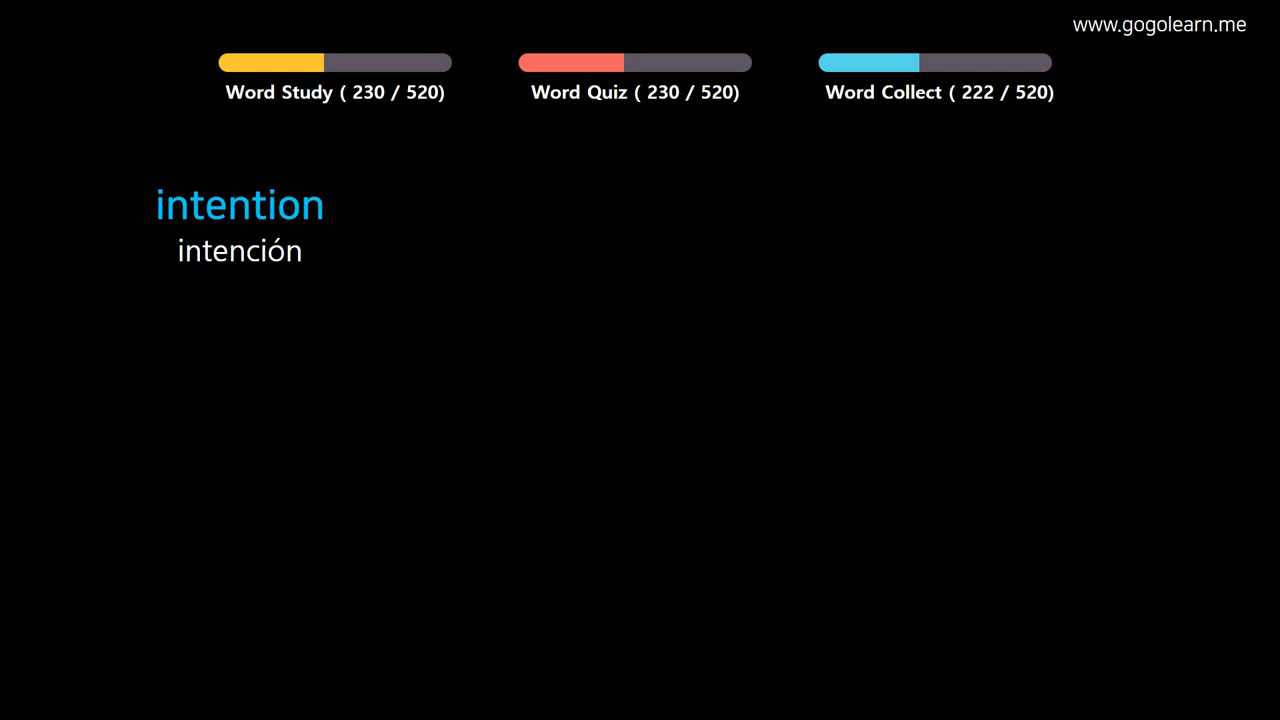 www.gogolearn.me
Word Study ( 230 / 520)
Word Quiz ( 230 / 520)
Word Collect ( 222 / 520)
intention
intención